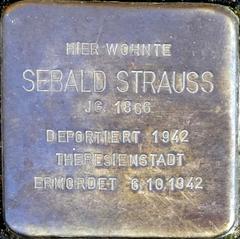 HIER WOHNTE
SEBALD STRAUSS
JG. 1866
DEPORTIERT 1942
THERESIENSTADT
ERMORDET 6.10.1942